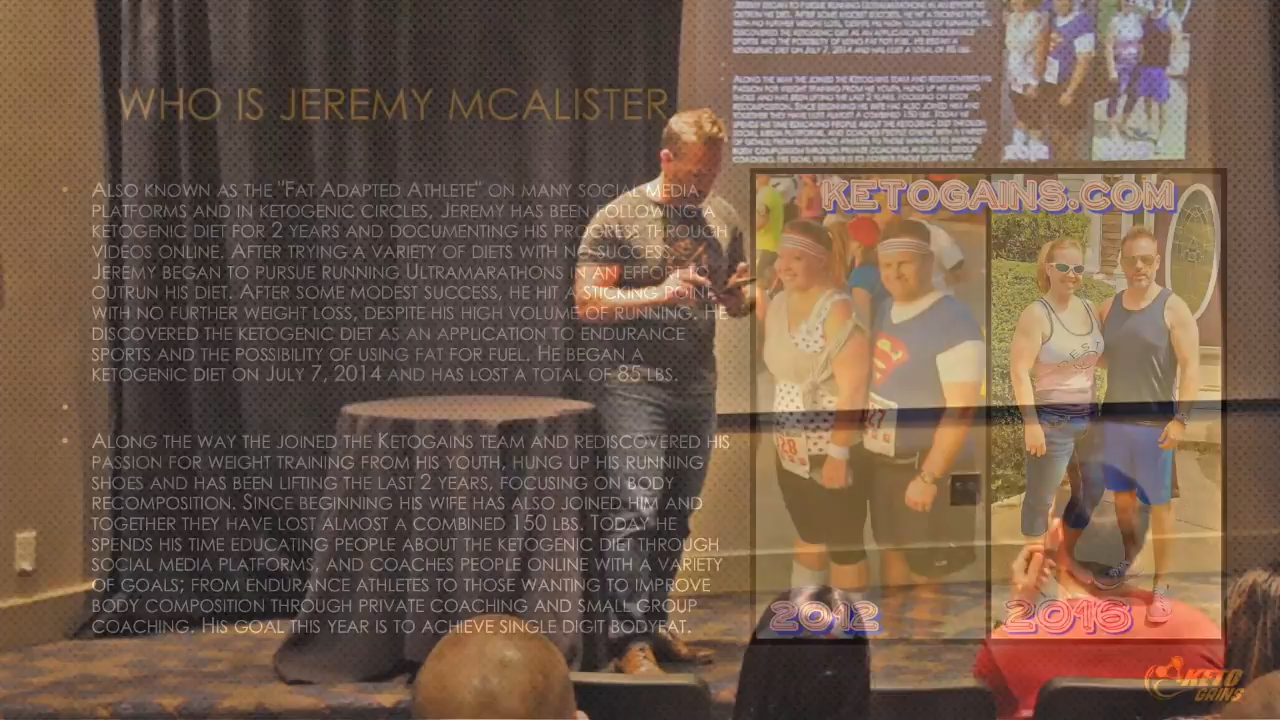 WHO IS JEREMY MCALISTER
ALSO KNOWN AS THE "FAT ADAPTED ATHLETE" ON MANY SOCIAL MEDIA
PLATFORMS AND IN KETOGENIC CIRCLES, JEREMY HAS BEEN FOLLOWING A
KETOGENIC DIET FOR 2 YEARS AND DOCUMENTING HIS PROGRESS THROUGH
VIDEOS ONLINE. AFTER TRYING A VARIETY OF DIETS WITH NO SUCCESS,
JEREMY BEGAN TO PURSUE RUNNING ULTRAMARATHONS IN AN EFFORT
OUTRUN HIS DIET. AFTER SOME MODEST SUCCESS, HE HIT A STICKING POINT
WITH NO FURTHER WEIGHT LOSS, DESPITE HIS HIGH VOLUME OF RUNNING. HE
DISCOVERED THE KETOGENIC DIET AS AN APPLICATION TO ENDURANCE
SPORTS AND THE POSSIBILITY OF USING FAT FOR FUEL. HE BEGAN A
KETOGENIC DIET ON JULY 7, 2014 AND HAS LOST A TOTAL OF 85 LBS.
ALONG THE WAY THE JOINED THE KETOGAINS TEAM AND REDISCOVERED HIS
PASSION FOR WEIGHT TRAINING FROM HIS YOUTH, HUNG UP HIS RUNNING
SHOES AND HAS BEEN LIFTING THE LAST 2 YEARS, FOCUSING ON BODY
RECOMPOSITION. SINCE BEGINNING HIS WIFE HAS ALSO JOINED HIM AND
TOGETHER THEY HAVE LOST ALMOST A COMBINED 150 LBS. TODAY HE
SPENDS HIS TIME EDUCATING PEOPLE ABOUT THE KETOGENIC DIET THROUGH
SOCIAL MEDIA PLATFORMS, AND COACHES PEOPLE ONLINE WITH A VARIETY
OF GOALS; FROM ENDURANCE ATHLETES TO THOSE WANTING TO IMPROVE
BODY COMPOSITION THROUGH PRIVATE COACHING AND SMALL GROUP
COACHING. HIS GOAL THIS YEAR IS TO ACHIEVE SINGLE DIGIT BODYFAT.
KETOGAINS.COM
2012
2016
KETO
GAINS